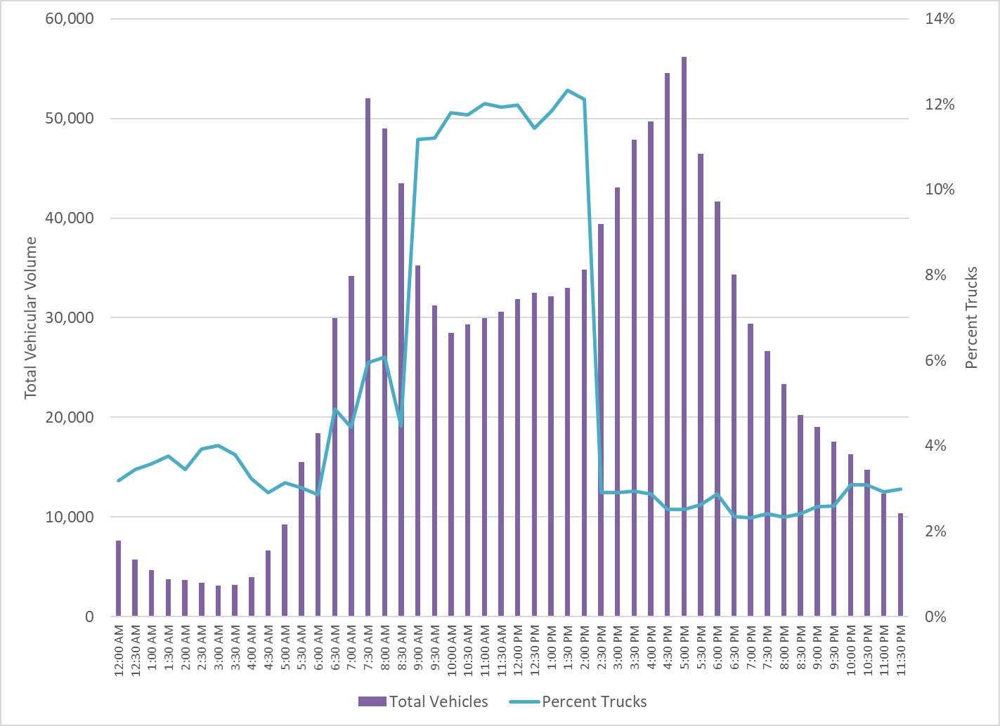 60,000
50,000
40,000
30,000
20,000
10,000
0
Total Vehicular Volume
14%
12%
10%
8%
6%
4%
2%
0%
Percent Trucks
12:00 AM
12:30 AM
1:00 AM
1:30 AM
2:00 AM
2:30 AM
3:00 AM
3:30 AM
4:00 AM
4:30 AM
5:00 AM
5:30 AM
6:00 AM
6:30 AM
7:00 AM
7:30 AM
8:00 AM
8:30 AM
9:00 AM
9:30 AM
10:00 AM
10:30 AM
11:00 AM
11:30 AM
12:00 PM
12:30 PM
1:00 PM
1:30 PM
2:00 PM
2:30 PM
3:00 PM
3:30 PM
4:00 PM
4:30 PM
5:00 PM
5:30 PM
6:00 PM
6:30 PM
7:00 PM
7:30 PM
8:00 PM
8:30 PM
9:00 PM
9:30 PM
10:00 PM
10:30 PM
11:00 PM
11:30 PM
Total Vehicles
Percent Trucks